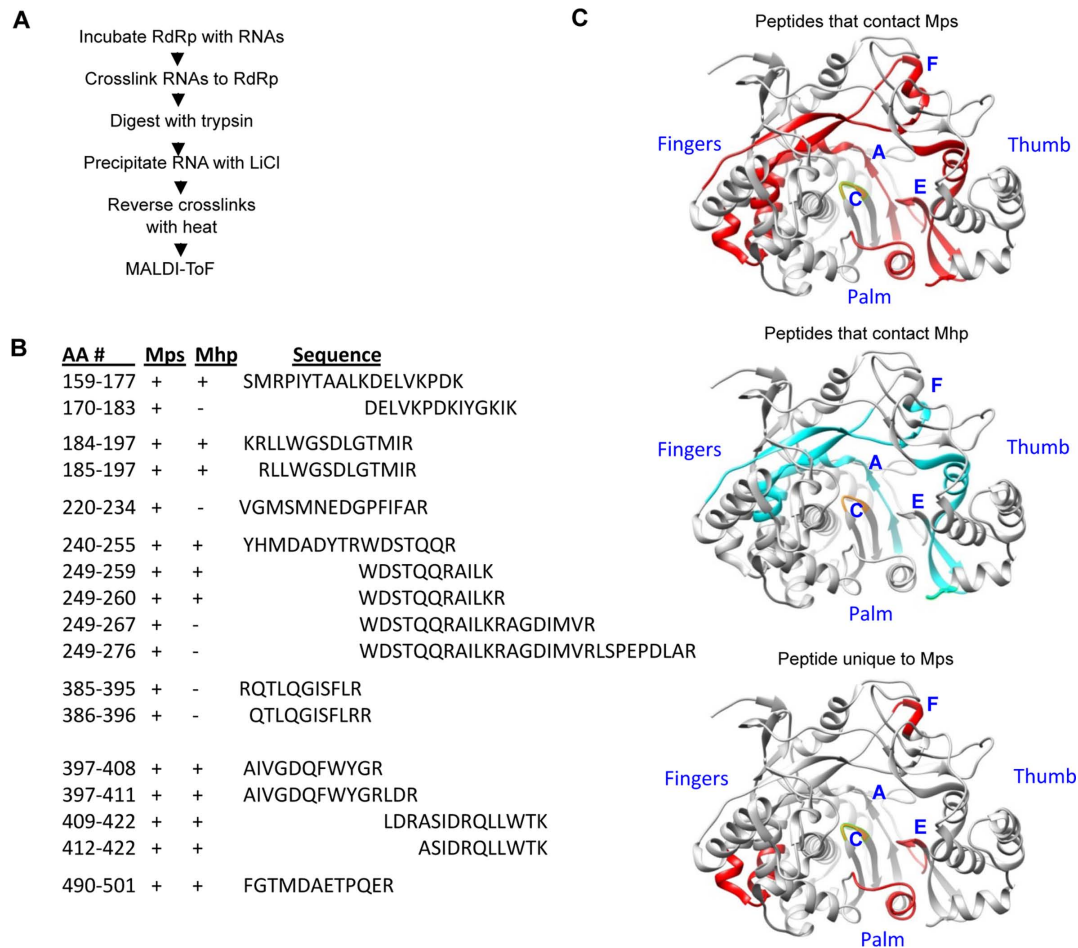 A
Incubate RdRp with RNAs
Crosslink RNAs to RdRp
Digest with trypsin
Precipitate RNA with LiCl
Reverse crosslinks
with heat
MALDI-ToF
B
AA # Mps Mhp Sequence
159-177 + + SMRPIYTAALKDELVKPDK
170-183 + - DELVKPDKIYGKIK
184-197 + + KRLLWGSDLGTMIR
185-197 + + RLLWGSDLGTMIR
220-234 + - VGMSMNEDGPFIFAR
240-255 + + YHMDADYTRWDSTQQR
249-259 + + WDSTQQRAILK
249-260 + + WDSTQQRAILKR
249-267 + - WDSTQQRAILKRAGDIMVR
249-276 + - WDSTQQRAILKRAGDIMVRLSPEPDLAR
385-395 + - RQTLQGISFLR
386-396 + - QTLQGISFLRR
397-408 + + AIVGDQFWYGR
397-411 + + AIVGDQFWYGRLDR
409-422 + + LDRASIDRQLLWTK
412-422 + + ASIDRQLLWTK
490-501 + + FGTMDAETPQER
C
Peptides that contact Mps
F
Fingers
A
Thumb
C
E
Palm
Peptides that contact Mhp
F
Fingers
A
Thumb
C
E
Palm
Peptide unique to Mps
F
Fingers
A
Thumb
C
E
Palm